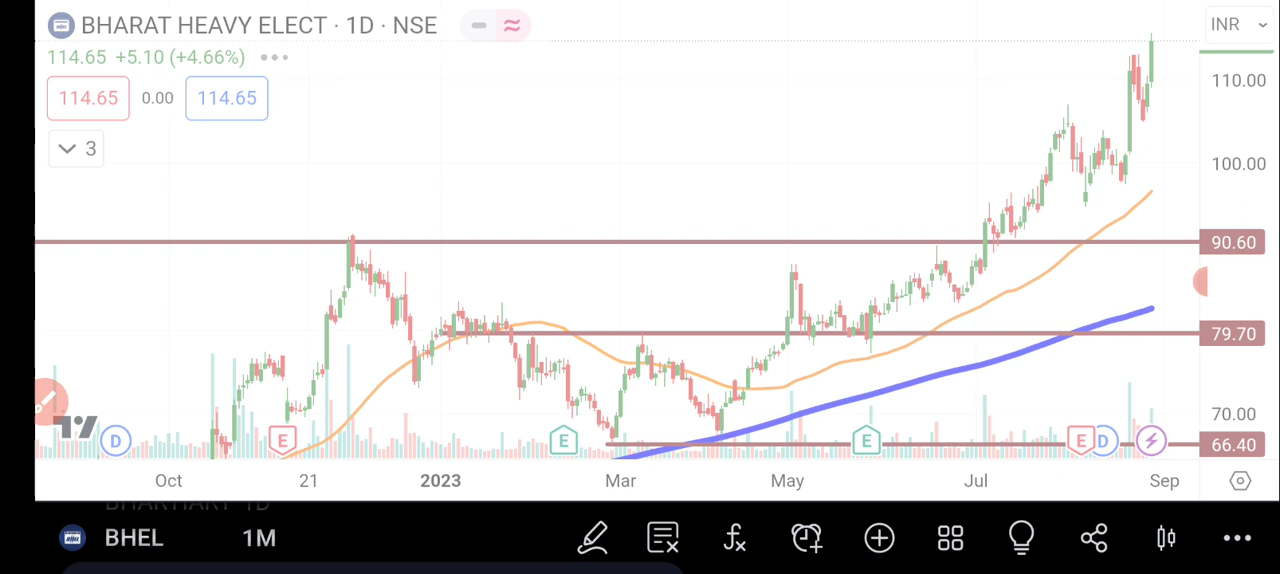 BHARAT HEAVY ELECT · 1D · NSE
INR
114.65 +5.10 (+4.66%)
114.65 0.00 114.65
110.00
3
100.00
90.60
79.70
70.00
D E E E D
66.40
Oct 21 2023 Mar May Jul Sep
BHARTIARTL 1D
BHEL 1M